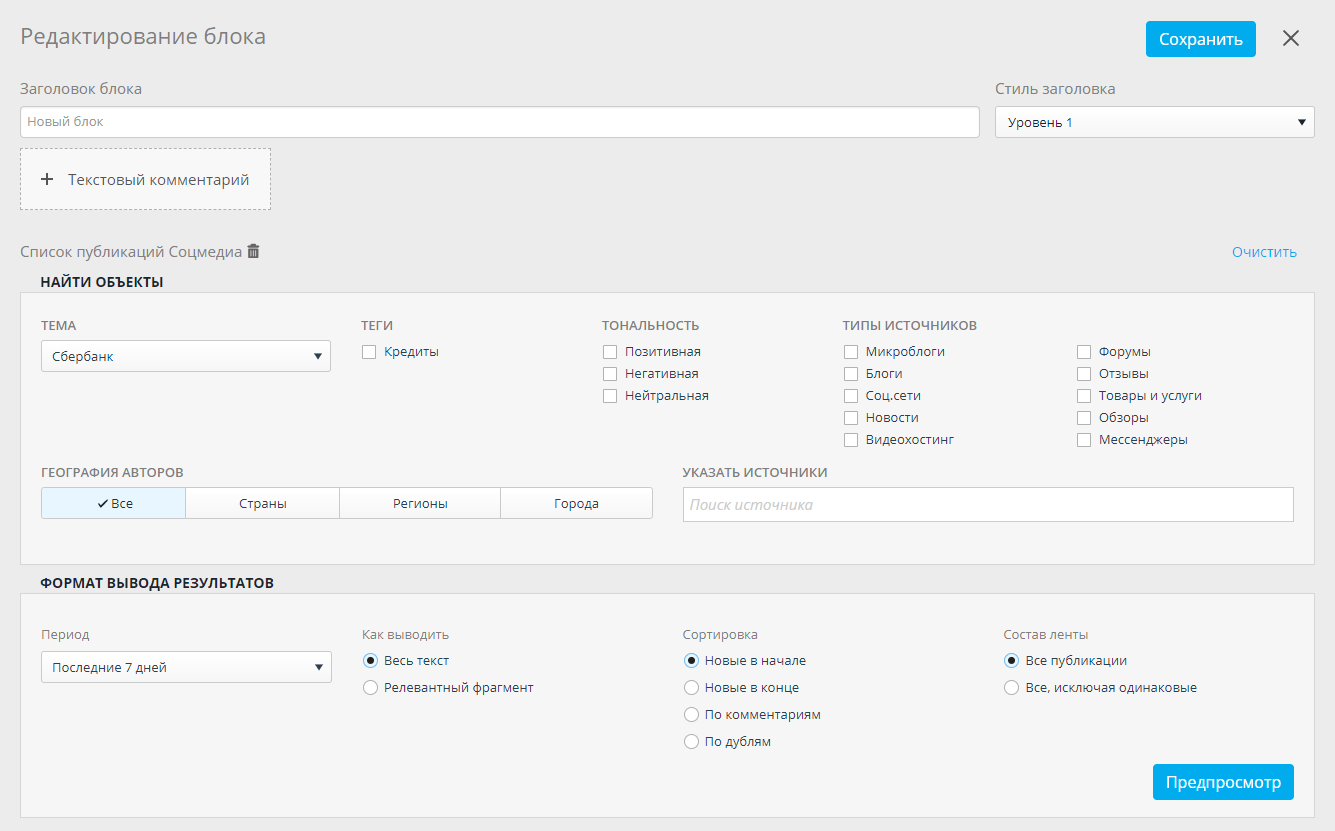 Редактирование блока
Сохранить
Заголовок блока
Стиль заголовка
Новый блок
Уровень 1
+ Текстовый комментарий
Список публикаций Соцмедиа
Очистить
НАЙТИ ОБЪЕКТЫ
ТЕМА
Сбербанк
ТЕГИ
Кредиты
ТОНАЛЬНОСТЬ
Позитивная
Негативная
Нейтральная
ТИПЫ ИСТОЧНИКОВ
Микроблоги
Блоги
Соц.сети
Новости
Видеохостинг
Форумы
Отзывы
Товары и услуги
Обзоры
Мессенджеры
ГЕОГРАФИЯ АВТОРОВ
Все
Страны
Регионы
Города
УКАЗАТЬ ИСТОЧНИКИ
Поиск источника
ФОРМАТ ВЫВОДА РЕЗУЛЬТАТОВ
Период
Последние 7 дней
Как выводить
Весь текст
Релевантный фрагмент
Сортировка
Новые в начале
Новые в конце
По комментариям
По дублям
Состав ленты
Все публикации
Все, исключая одинаковые
Предпросмотр